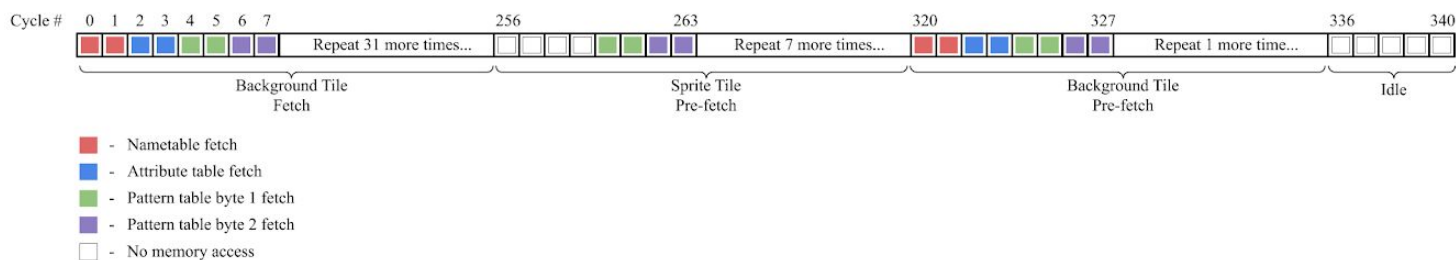 Cycle # 0 1 2 3 4 5 6 7 256 263 320 327 336 340
Repeat 31 more times... Repeat 7 more times... Repeat 1 more time...
Background Tile Sprite Tile Background Tile Idle
Fetch Pre-fetch Pre-fetch
- Nametable fetch
- Attribute table fetch
- Pattern table byte 1 fetch
- Pattern table byte 2 fetch
- No memory access